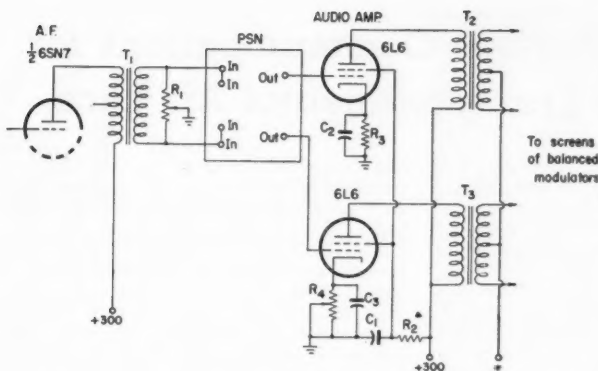 AUDIO AMP.
A.F.
½ 6SN7
T1
PSN
6L6
T2
In
In
Out
R1
In
In
Out
C2
R3
To screens
of balanced
modulators
6L6
T3
R4
C3
C1
R2*
+300
+300
*